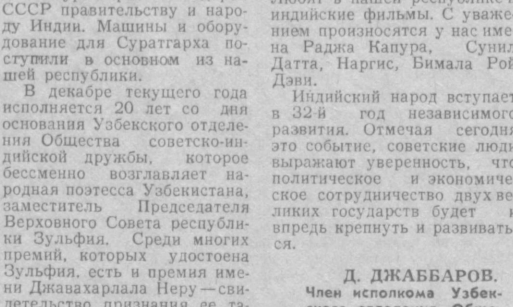 СССР правительству и наро-
ду Индии. Машины и обору-
дование для Суратгарха по-
ступили в основном из на-
шей республики.
В декабре текущего года
исполняется 20 лет со дня
основания Узбекского отделе-
ния Общества советско-ин-
дийской дружбы, которое
бессменно возглавляет на-
родная поэтесса Узбекистана,
заместитель Председателя
Верховного Совета республи-
ки Зульфия. Среди многих
премий, которых удостоена
Зульфия, есть и премия име-
ни Джавахарлала Неру — сви-
детельство признания ее та-
индийские фильмы. С уваже
нием произносятся у нас име
на Раджа Капура, Сунил
Датта, Наргис, Бимала Рой
Дэви.
Индийский народ вступает
в 32-й год независимого
развития. Отмечая сегодня
это событие, советские люди
выражают уверенность, что
политическое и экономиче
ское сотрудничество двух ве
ликих государств будет и
впредь крепнуть и развивать
ся.
Д. ДЖАББАРОВ.
Член исполкома Узбек-